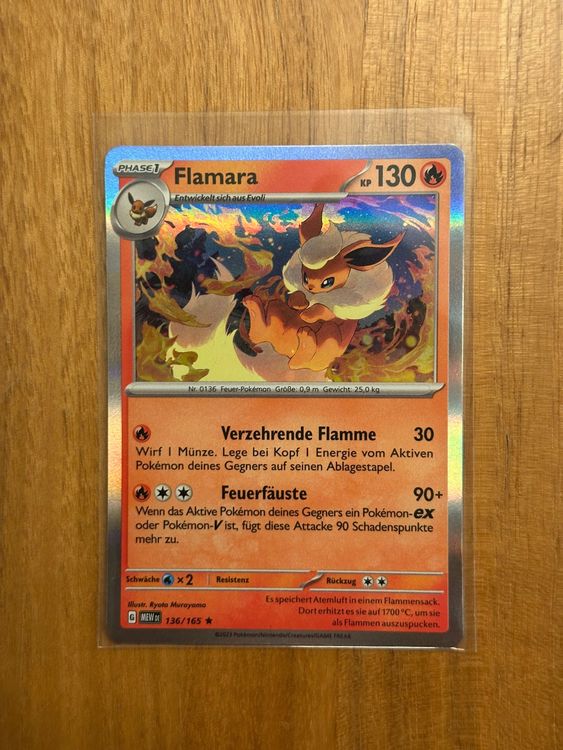 PHASE 1
Flamara
KP 130
Entwickelt sich aus Evoli
Nr. 0136 Feuer-Pokémon Größe: 0,9 m Gewicht: 25,0 kg
Verzehrende Flamme 30
Wirf 1 Münze. Lege bei Kopf 1 Energie vom Aktiven
Pokémon deines Gegners auf seinen Ablagestapel.
Feuerfäuste 90+
Wenn das Aktive Pokémon deines Gegners ein Pokémon-ex
oder Pokémon-V ist, fügt diese Attacke 90 Schadenspunkte
mehr zu.
Schwäche ×2 Resistenz Rückzug
Illustr. Ryota Murayama
G MEW DE 136/165 ★
Es speichert Atemluft in einem Flammensack.
Dort erhitzt es sie auf 1700 °C, um sie
als Flammen auszuspucken.
©2023 Pokémon/Nintendo/Creatures/GAME FREAK